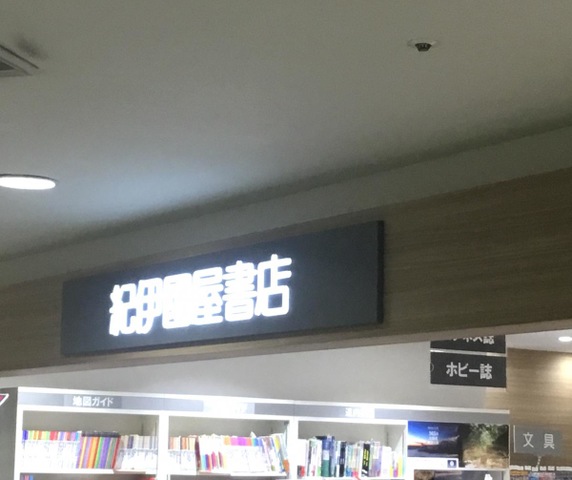 紀伊國屋書店
ホビー誌
地図ガイド
文具